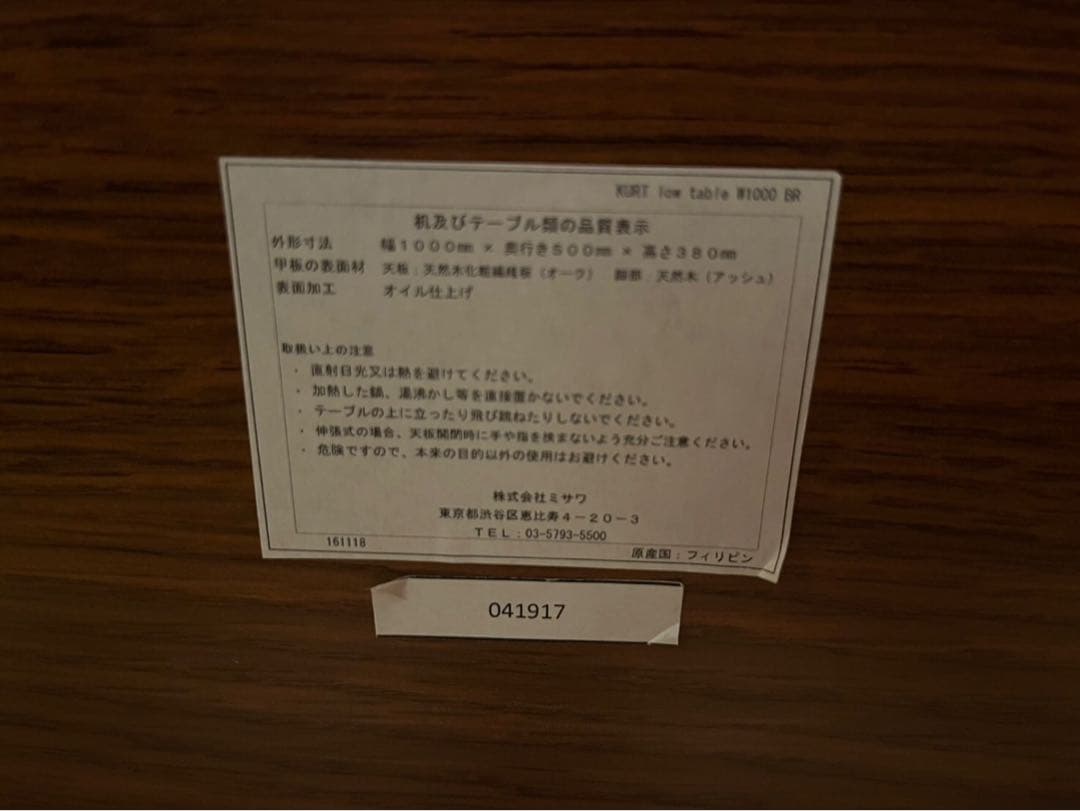 KURT low table W1000 BR
机及びテーブル類の品質表示
外形寸法 幅1000㎜ × 奥行き500㎜ × 高さ380㎜
甲板の表面材 天板:天然木化粧繊維板(オーク) 脚部:天然木(アッシュ)
表面加工 オイル仕上げ
取扱い上の注意
・ 直射日光又は熱を避けてください。
・ 加熱した鍋、湯沸かし等を直接置かないでください。
・ テーブルの上に立ったり飛び跳ねたりしないでください。
・ 伸張式の場合、天板開閉時に手や指を挟まないよう充分ご注意ください。
・ 危険ですので、本来の目的以外の使用はお避けください。
株式会社ミサワ
東京都渋谷区恵比寿4-20-3
TEL:03-5793-5500
161118 原産国:フィリピン
041917